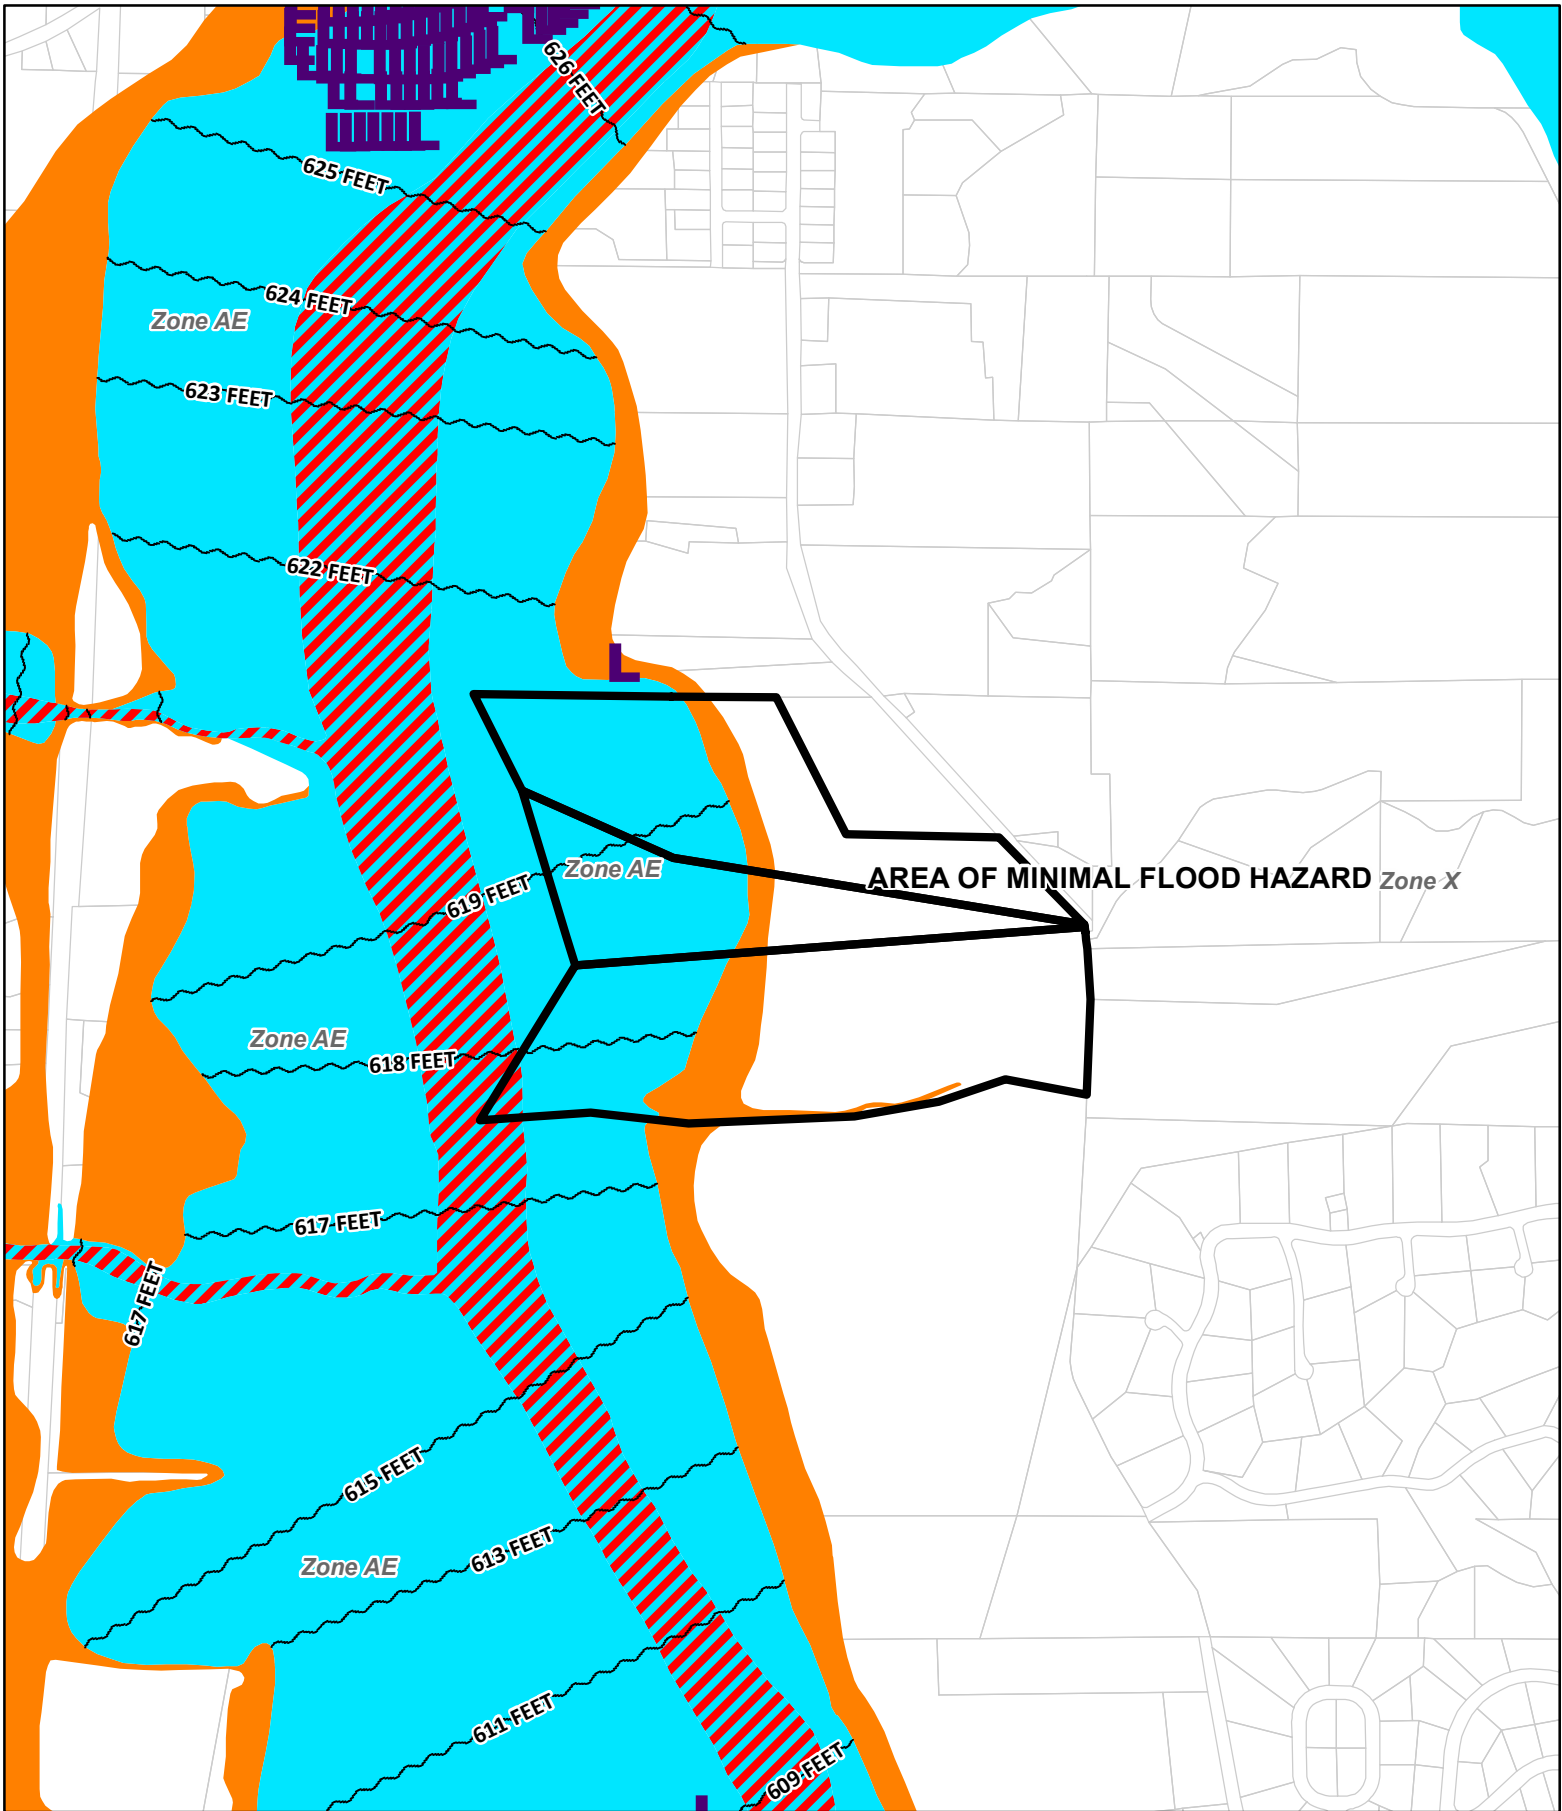 626 FEET
625 FEET
624 FEET
Zone AE
623 FEET
622 FEET
L
Zone AE
AREA OF MINIMAL FLOOD HAZARD Zone X
619 FEET
Zone AE
618 FEET
617 FEET
617 FEET
615 FEET
613 FEET
Zone AE
611 FEET
609 FEET